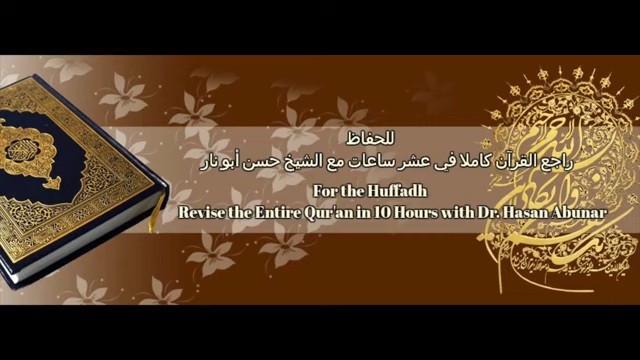 للحفاظ
راجع القرآن كاملا في عشر ساعات مع الشيخ حسن أبو نار
For the Huffadh
Revise the Entire Qur'an in 10 Hours with Dr. Hasan Abunar